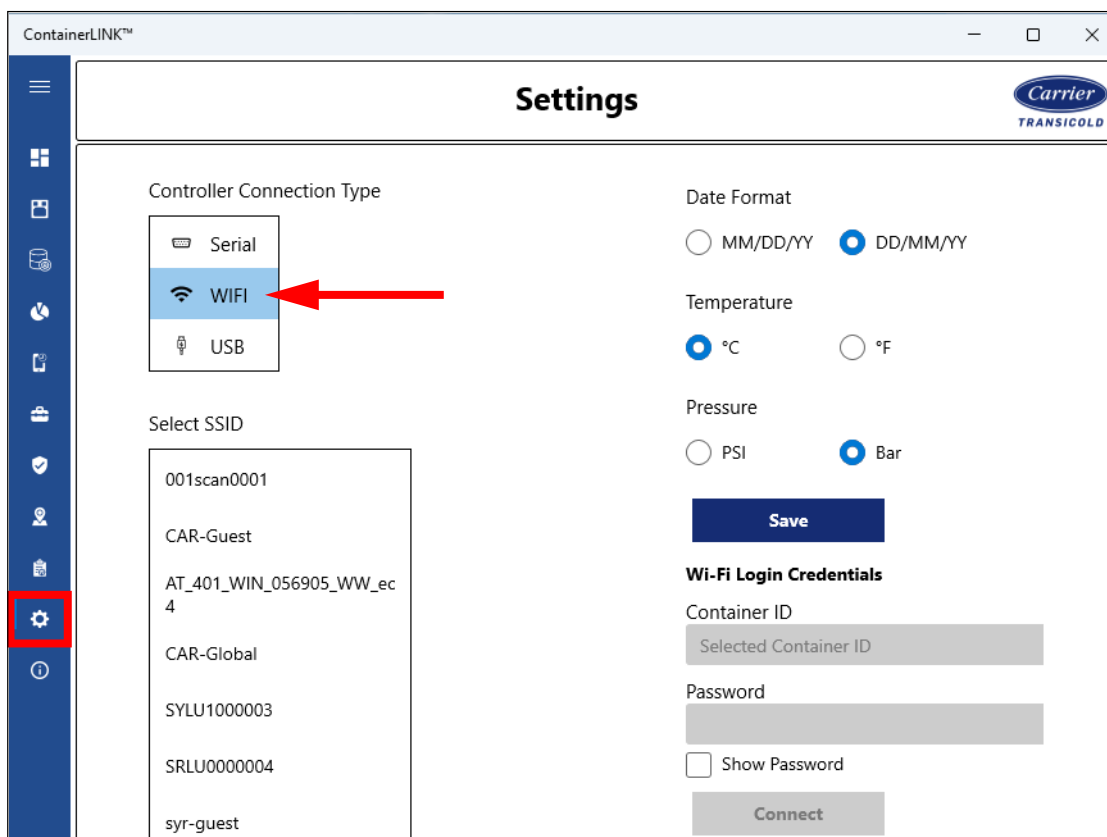 ContainerLINK™
Settings
Carrier
TRANSICOLD
Controller Connection Type
Serial
WIFI
USB
Select SSID
001scan0001
CAR-Guest
AT_401_WIN_056905_WW_ec
4
CAR-Global
SYLU1000003
SRLU0000004
syr-guest
Date Format
MM/DD/YY DD/MM/YY
Temperature
°C °F
Pressure
PSI Bar
Save
Wi-Fi Login Credentials
Container ID
Selected Container ID
Password
Show Password
Connect